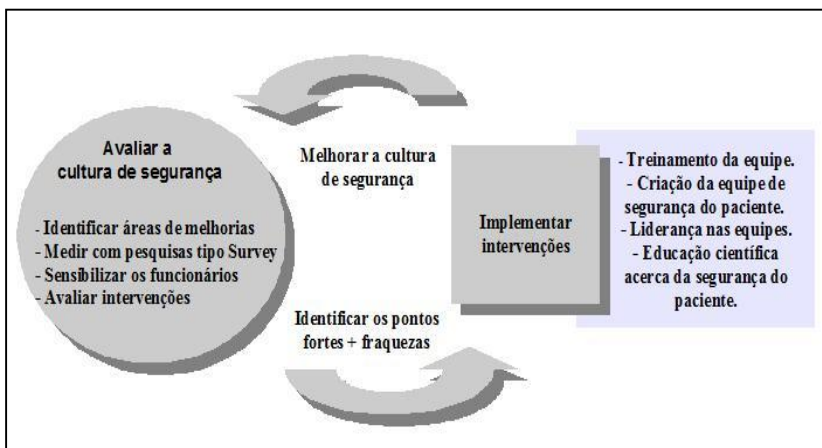 Avaliar a
cultura de segurança
- Identificar áreas de melhorias
- Medir com pesquisas tipo Survey
- Sensibilizar os funcionários
- Avaliar intervenções
Melhorar a cultura
de segurança
Identificar os pontos
fortes + fraquezas
Implementar
intervenções
- Treinamento da equipe.
- Criação da equipe de
segurança do paciente.
- Liderança nas equipes.
- Educação científica
acerca da segurança do
paciente.